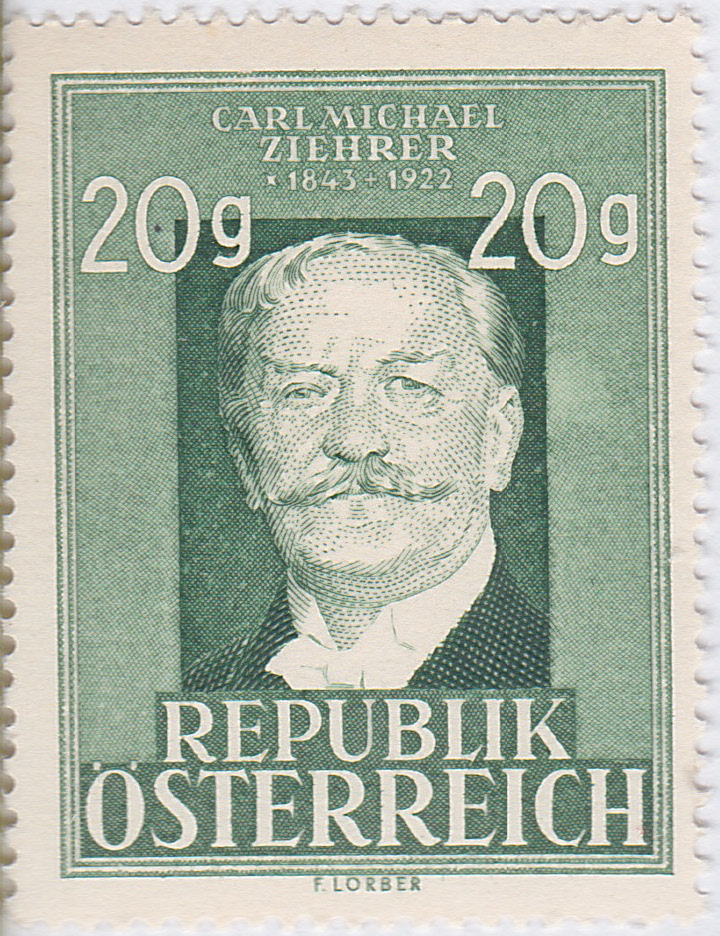 CARL MICHAEL
ZIEHRER
* 1843 + 1922
20g 20g
REPUBLIK
ÖSTERREICH
F. LORBER